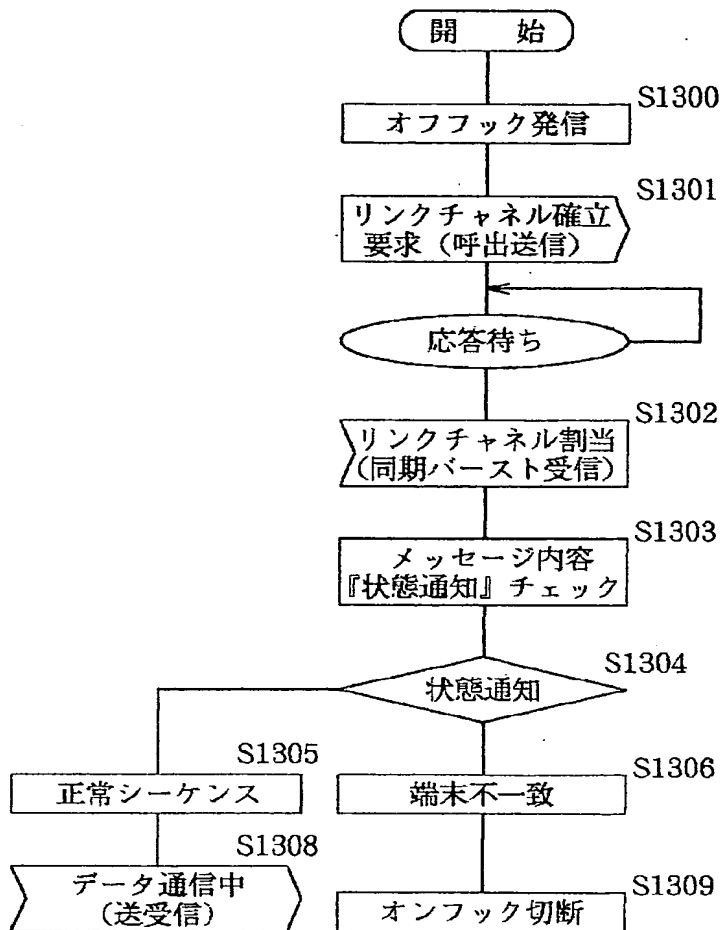 開 始
S1300
オフフック発信
S1301
リンクチャネル確立
要求（呼出送信）
応答待ち
S1302
リンクチャネル割当
（同期バースト受信）
S1303
メッセージ内容
『状態通知』チェック
S1304
状態通知
S1305
正常シーケンス
S1306
端末不一致
S1308
データ通信中
（送受信）
S1309
オンフック切断